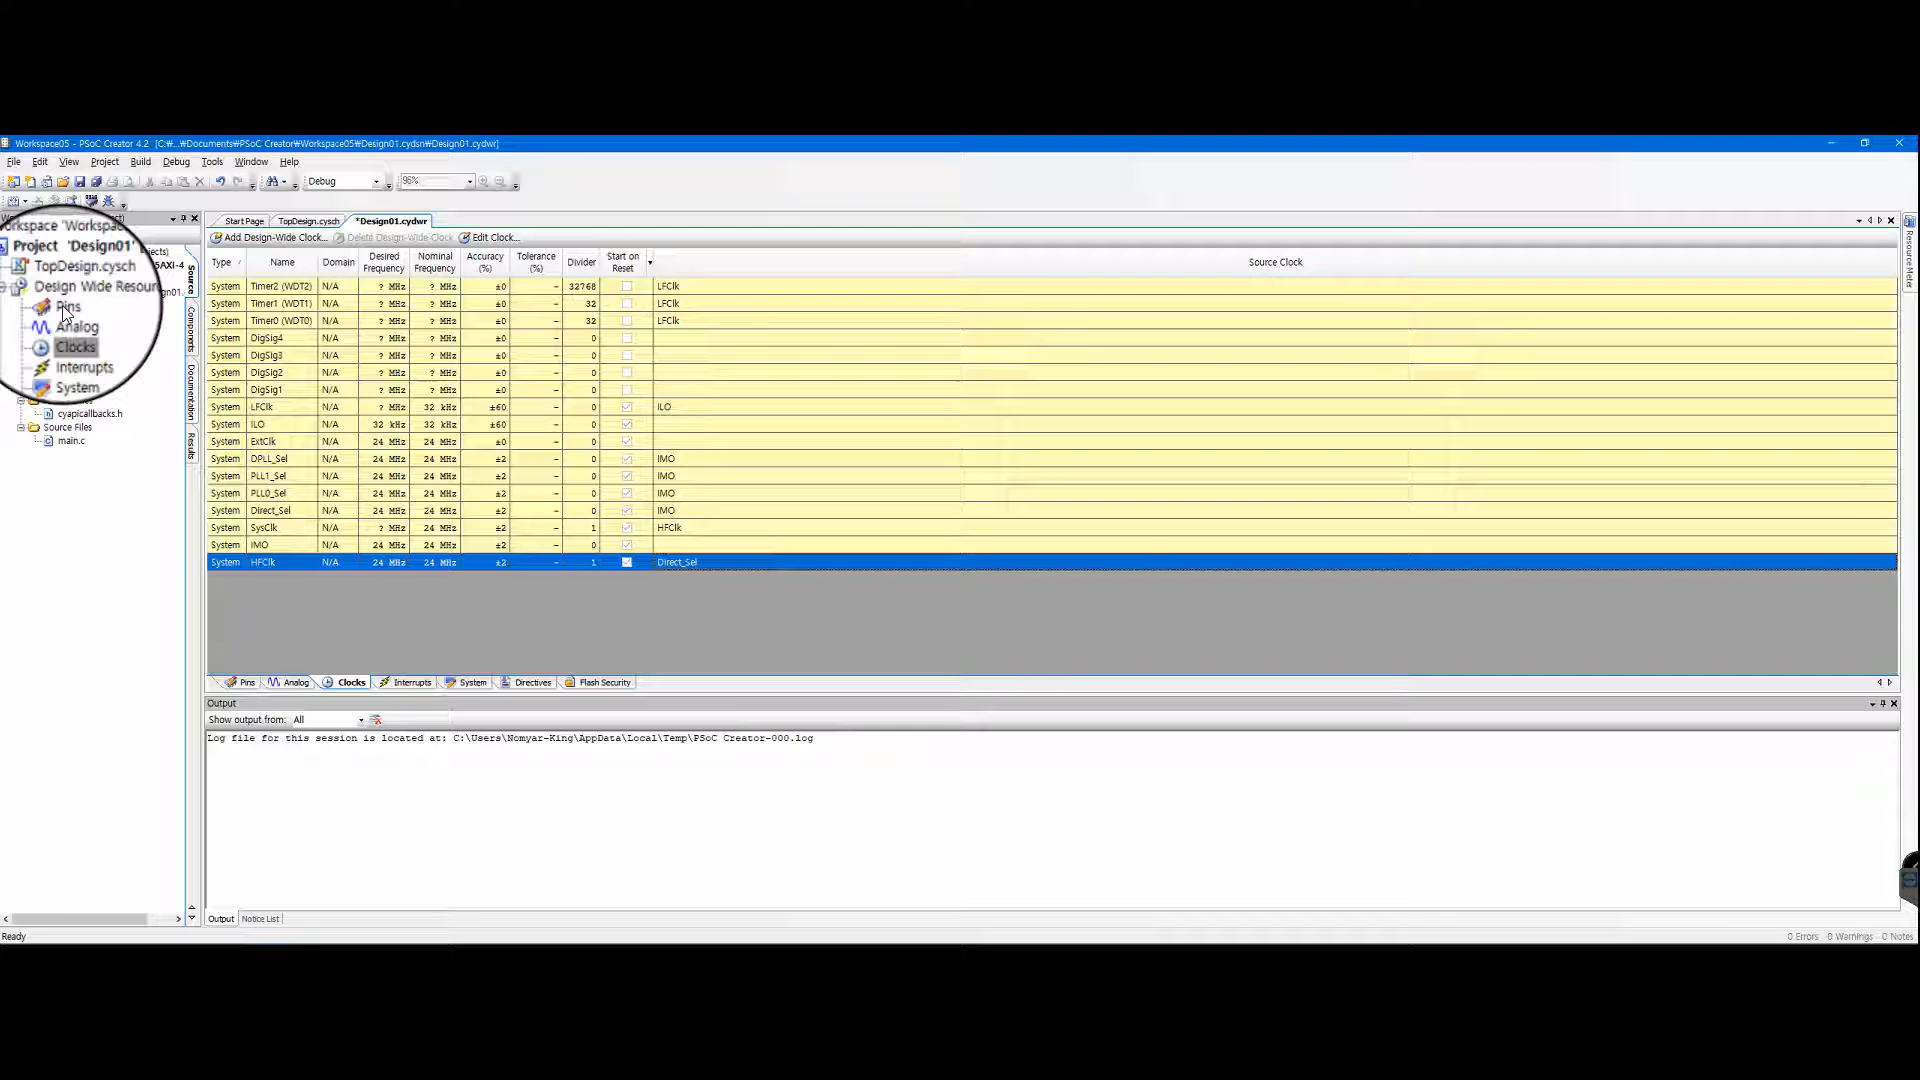 Workspace05 - PSoC Creator 4.2 [C:₩...₩Documents₩PSoC Creator₩Workspace05₩Design01.cydsn₩Design01.cydwr]
File Edit View Project Build Debug Tools Window Help
Debug 96%
Start Page TopDesign.cysch *Design01.cydwr
Workspace 'Workspac
Project 'Design01'
TopDesign.cysch
Design Wide Resour
Pins
Analog
Clocks
Interrupts
System
cyapicallbacks.h
Source Files
main.c
Source
Components
Documentation
Results
Add Design-Wide Clock... Delete Design-Wide Clock Edit Clock...
Type Name Domain Desired Frequency Nominal Frequency Accuracy (%) Tolerance (%) Divider Start on Reset Source Clock
System Timer2 (WDT2) N/A ? MHz ? MHz ±0 - 32768 LFClk
System Timer1 (WDT1) N/A ? MHz ? MHz ±0 - 32 LFClk
System Timer0 (WDT0) N/A ? MHz ? MHz ±0 - 32 LFClk
System DigSig4 N/A ? MHz ? MHz ±0 - 0
System DigSig3 N/A ? MHz ? MHz ±0 - 0
System DigSig2 N/A ? MHz ? MHz ±0 - 0
System DigSig1 N/A ? MHz ? MHz ±0 - 0
System LFClk N/A ? MHz 32 kHz ±60 - 0 ILO
System ILO N/A 32 kHz 32 kHz ±60 - 0
System ExtClk N/A 24 MHz 24 MHz ±0 - 0
System DPLL_Sel N/A 24 MHz 24 MHz ±2 - 0 IMO
System PLL1_Sel N/A 24 MHz 24 MHz ±2 - 0 IMO
System PLL0_Sel N/A 24 MHz 24 MHz ±2 - 0 IMO
System Direct_Sel N/A 24 MHz 24 MHz ±2 - 0 IMO
System SysClk N/A ? MHz 24 MHz ±2 - 1 HFClk
System IMO N/A 24 MHz 24 MHz ±2 - 0
System HFClk N/A 24 MHz 24 MHz ±2 - 1 Direct_Sel
Pins Analog Clocks Interrupts System Directives Flash Security
Output
Show output from: All
Log file for this session is located at: C:\Users\Nomyar-King\AppData\Local\Temp\PSoC Creator-000.log
Output Notice List
Ready 0 Errors 0 Warnings 0 Notes
Resource Meter